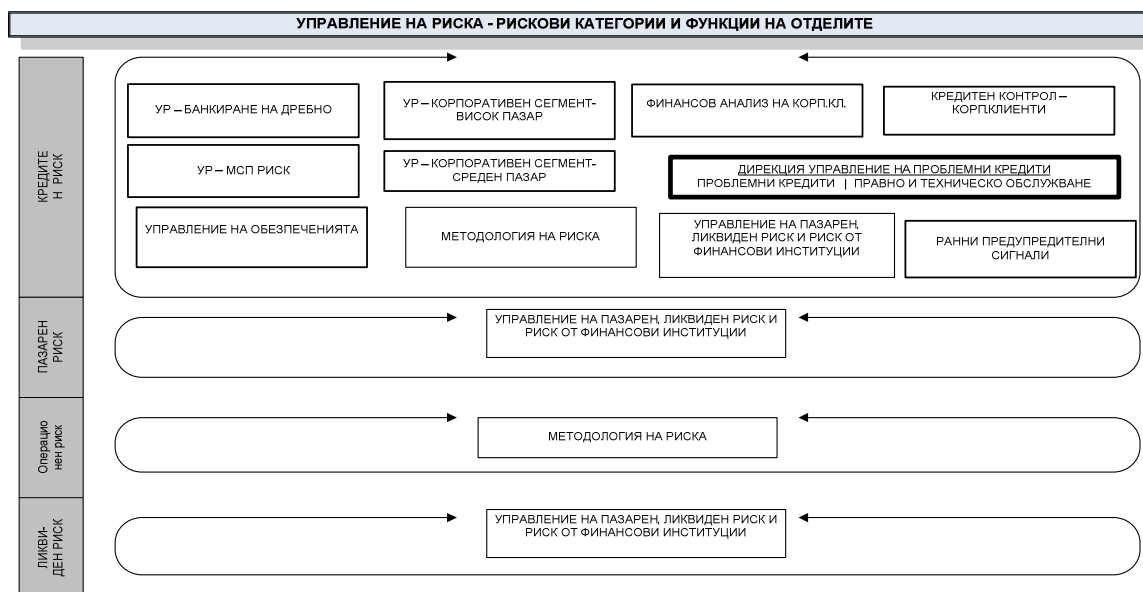 УПРАВЛЕНИЕ НА РИСКА - РИСКОВИ КАТЕГОРИИ И ФУНКЦИИ НА ОТДЕЛИТЕ
КРЕДИТЕ
Н РИСК
УР – БАНКИРАНЕ НА ДРЕБНО
УР – КОРПОРАТИВЕН СЕГМЕНТ-
ВИСОК ПАЗАР
ФИНАНСОВ АНАЛИЗ НА КОРП.КЛ.
КРЕДИТЕН КОНТРОЛ –
КОРП.КЛИЕНТИ
УР – МСП РИСК
УР – КОРПОРАТИВЕН СЕГМЕНТ-
СРЕДЕН ПАЗАР
ДИРЕКЦИЯ УПРАВЛЕНИЕ НА ПРОБЛЕМНИ КРЕДИТИ
ПРОБЛЕМНИ КРЕДИТИ | ПРАВНО И ТЕХНИЧЕСКО ОБСЛУЖВАНЕ
УПРАВЛЕНИЕ НА ОБЕЗПЕЧЕНИЯТА
МЕТОДОЛОГИЯ НА РИСКА
УПРАВЛЕНИЕ НА ПАЗАРЕН,
ЛИКВИДЕН РИСК И РИСК ОТ
ФИНАНСОВИ ИНСТИТУЦИИ
РАННИ ПРЕДУПРЕДИТЕЛНИ
СИГНАЛИ
ПАЗАРЕН
РИСК
УПРАВЛЕНИЕ НА ПАЗАРЕН, ЛИКВИДЕН РИСК И
РИСК ОТ ФИНАНСОВИ ИНСТИТУЦИИ
Операцио
нен риск
МЕТОДОЛОГИЯ НА РИСКА
ЛИКВИ-
ДЕН РИСК
УПРАВЛЕНИЕ НА ПАЗАРЕН, ЛИКВИДЕН РИСК И
РИСК ОТ ФИНАНСОВИ ИНСТИТУЦИИ